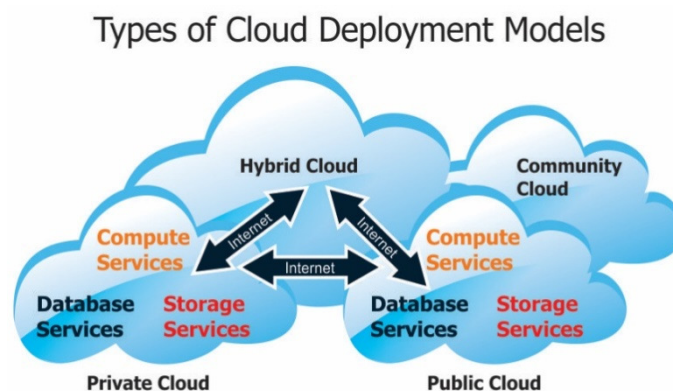 Types of Cloud Deployment Models
Hybrid Cloud
Community
Cloud
Internet
Internet
Compute
Services
Internet
Compute
Services
Database
Services
Storage
Services
Database
Services
Storage
Services
Private Cloud
Public Cloud